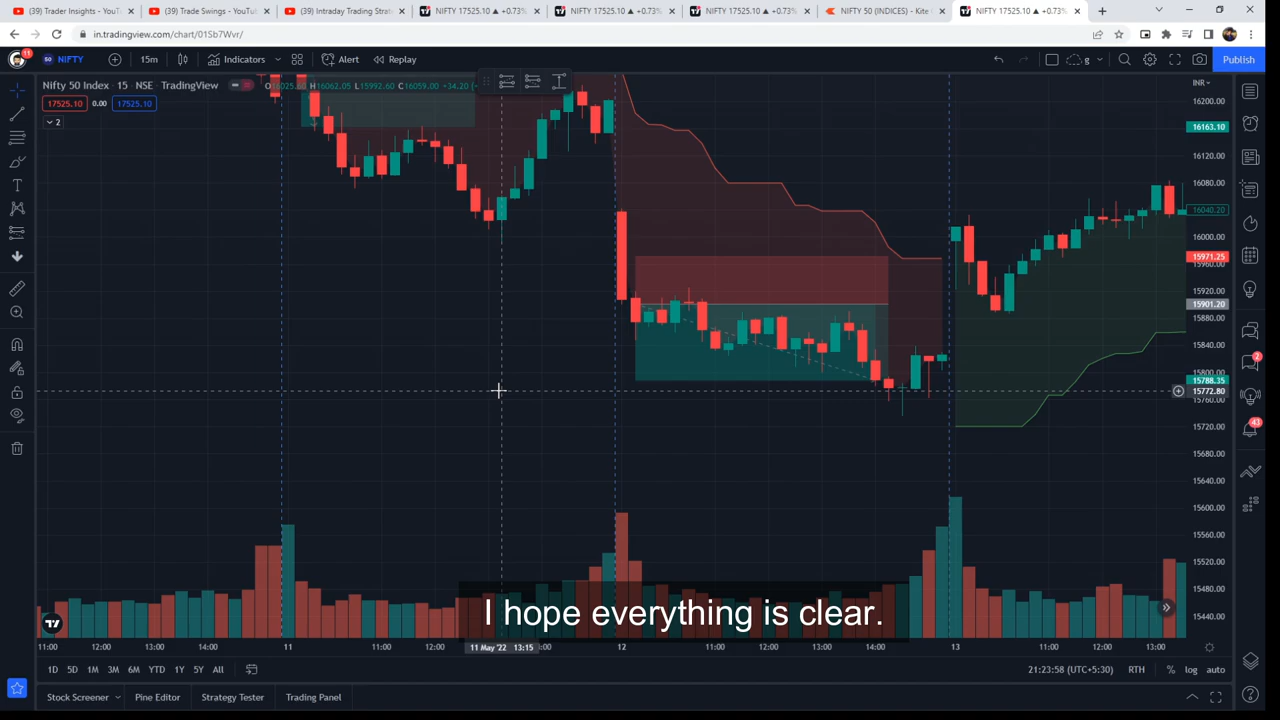 (39) Trader Insights - YouT
(39) Trade Swings - YouTub
(39) Intraday Trading Strat
NIFTY 17525.10 ▲ +0.73%
NIFTY 17525.10 ▲ +0.73%
NIFTY 17525.10 ▲ +0.73%
NIFTY 50 (INDICES) - Kite
NIFTY 17525.10 ▲ +0.73%
in.tradingview.com/chart/01Sb7Wvr/
11
NIFTY
15m
Indicators
Alert
Replay
g
Publish
Nifty 50 Index · 15 · NSE · TradingView
H16062.05 L15992.60 C16059.00 +34.20
17525.10 0.00 17525.10
2
INR
16200.00
16163.10
16120.00
16080.00
16040.20
16000.00
15971.25
15960.00
15920.00
15901.20
15880.00
15840.00
15800.00
15788.35
15772.80
15760.00
15720.00
15680.00
15640.00
15600.00
15560.00
15520.00
15480.00
15440.00
2
43
I hope everything is clear.
11:00 12:00 13:00 14:00 11 11:00 12:00 11 May '22 13:15 12 11:00 12:00 13:00 14:00 13 11:00 12:00 13:00
1D 5D 1M 3M 6M YTD 1Y 5Y All
21:23:58 (UTC+5:30) RTH % log auto
Stock Screener Pine Editor Strategy Tester Trading Panel